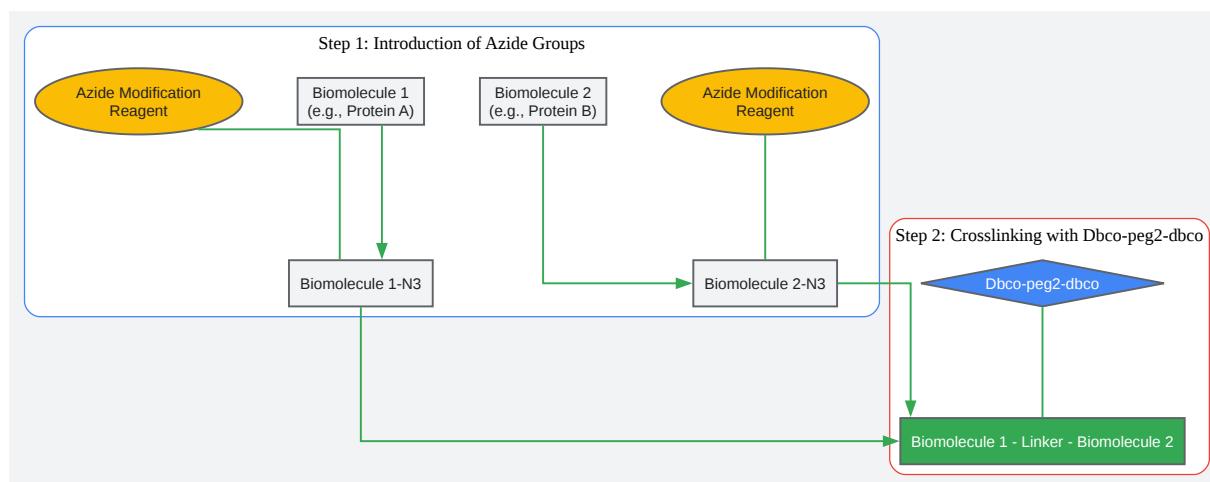 Step 1: Introduction of Azide Groups
Azide Modification
Reagent
Biomolecule 1
(e.g., Protein A)
Biomolecule 2
(e.g., Protein B)
Azide Modification
Reagent
Biomolecule 1-N3
Biomolecule 2-N3
Step 2: Crosslinking with Dbco-peg2-dbco
Dbco-peg2-dbco
Biomolecule 1 - Linker - Biomolecule 2